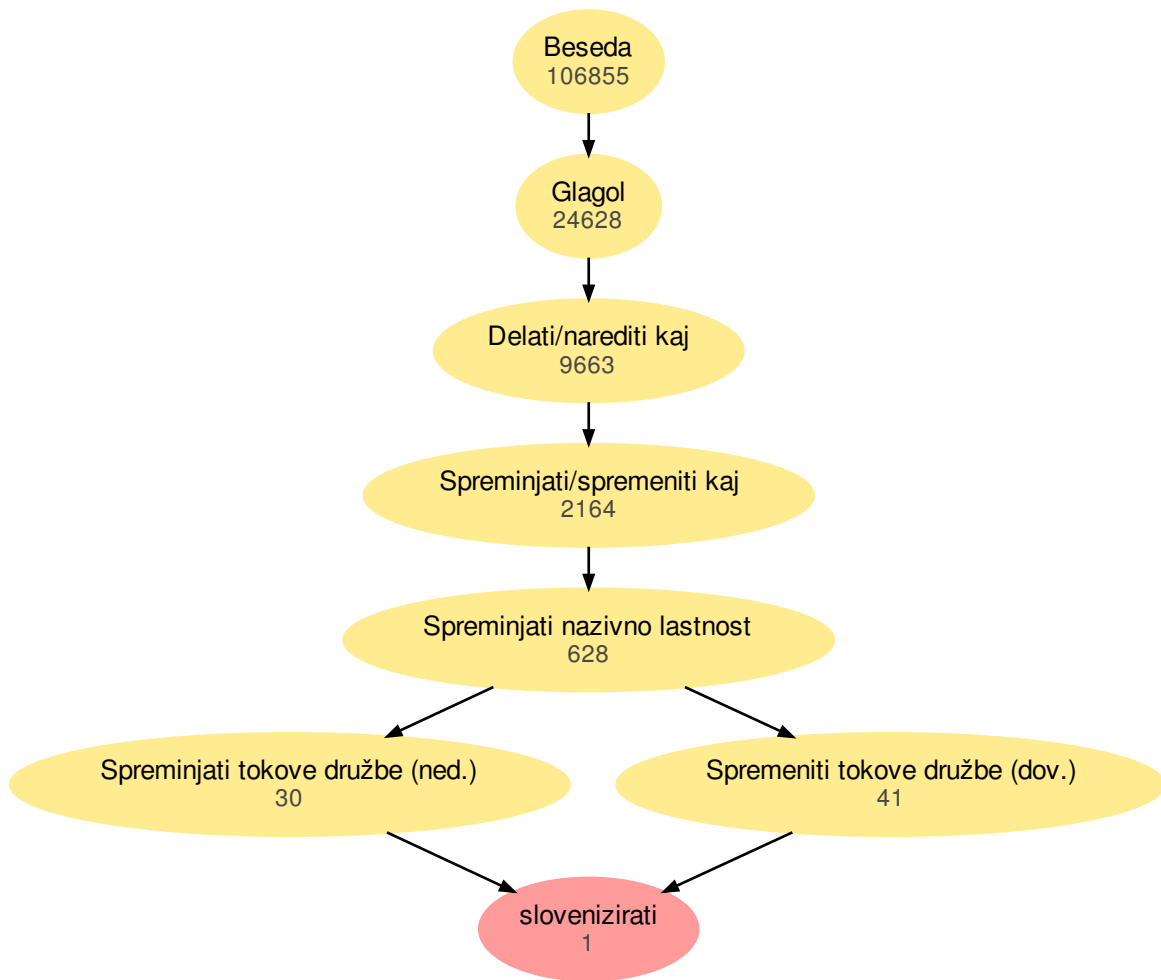 Beseda
106855
Glagol
24628
Delati/narediti kaj
9663
Spreminjati/spremeniti kaj
2164
Spreminjati nazivno lastnost
628
Spreminjati tokove družbe (ned.)
30
Spremeniti tokove družbe (dov.)
41
slovenizirati
1